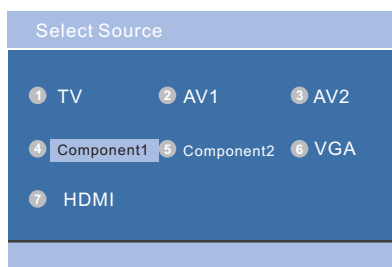 Select Source
1 TV 2 AV1 3 AV2
4 Component1 5 Component2 6 VGA
7 HDMI